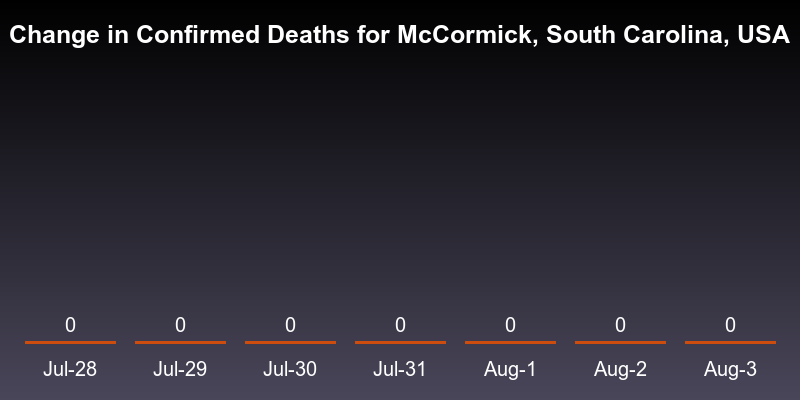 Change in Confirmed Deaths for McCormick, South Carolina, USA
0 0 0 0 0 0 0
Jul-28 Jul-29 Jul-30 Jul-31 Aug-1 Aug-2 Aug-3